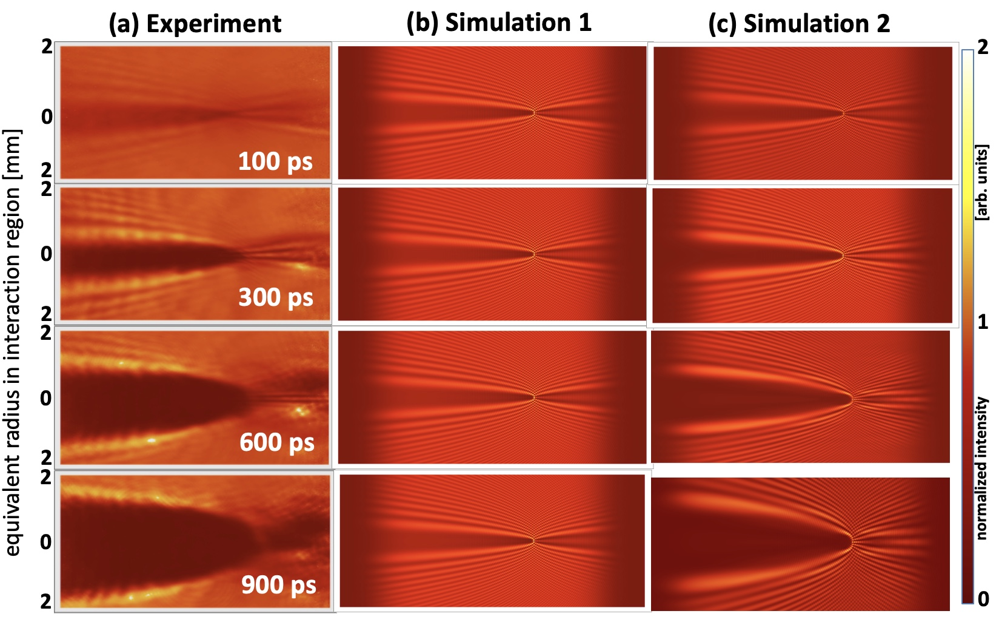 (a) Experiment
(b) Simulation 1
(c) Simulation 2
equivalent radius in interaction region [mm]
2
0
2
100 ps
2
0
2
300 ps
2
0
2
600 ps
2
0
2
900 ps
2
1
0
normalized intensity
[arb. units]